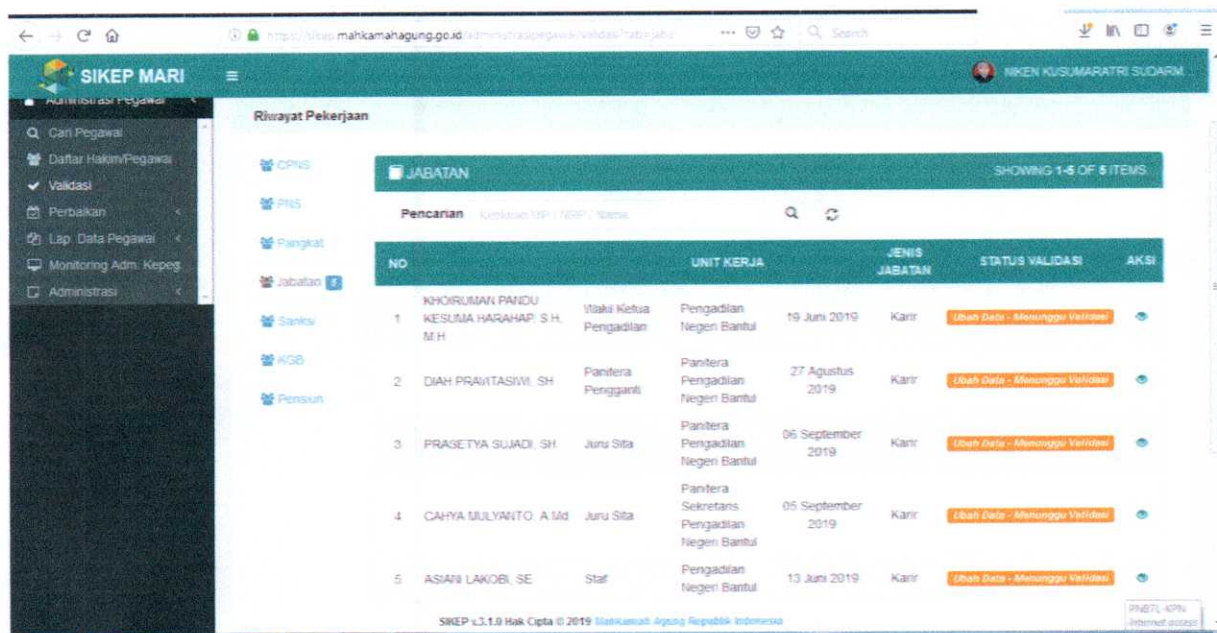 mahkamahagung.go.id
Search
SIKEP MARI
NIKEN KUSUMARATRI SUDARM...
Administrasi Pegawai
Cari Pegawai
Daftar Hakim/Pegawai
Validasi
Perbaikan
Lap. Data Pegawai
Monitoring Adm. Kepeg.
Administrasi
Riwayat Pekerjaan
CPNS
PNS
Pangkat
Jabatan 5
Sanksi
KGB
Pensiun
JABATAN
SHOWING 1-5 OF 5 ITEMS.
Pencarian
NO UNIT KERJA JENIS JABATAN STATUS VALIDASI AKSI
1 KHOIRUMAN PANDU
KESUMA HARAHAP, S.H.,
M.H
Wakil Ketua
Pengadilan
Pengadilan
Negeri Bantul
19 Juni 2019 Karir Ubah Data - Menunggu Validasi
2 DIAH PRAVITASIWI, SH
Panitera
Pengganti
Panitera
Pengadilan
Negeri Bantul
27 Agustus
2019
Karir Ubah Data - Menunggu Validasi
3 PRASETYA SUJADI, SH Juru Sita
Panitera
Pengadilan
Negeri Bantul
06 September
2019
Karir Ubah Data - Menunggu Validasi
4 CAHYA MULYANTO, A.Md Juru Sita
Panitera
Sekretaris
Pengadilan
Negeri Bantul
05 September
2019
Karir Ubah Data - Menunggu Validasi
5 ASIANI LAKOBI, SE Staf
Pengadilan
Negeri Bantul
13 Juni 2019 Karir Ubah Data - Menunggu Validasi
SIKEP v.3.1.0 Hak Cipta © 2019 Mahkamah Agung Republik Indonesia
PNBTL-KPN
Internet access